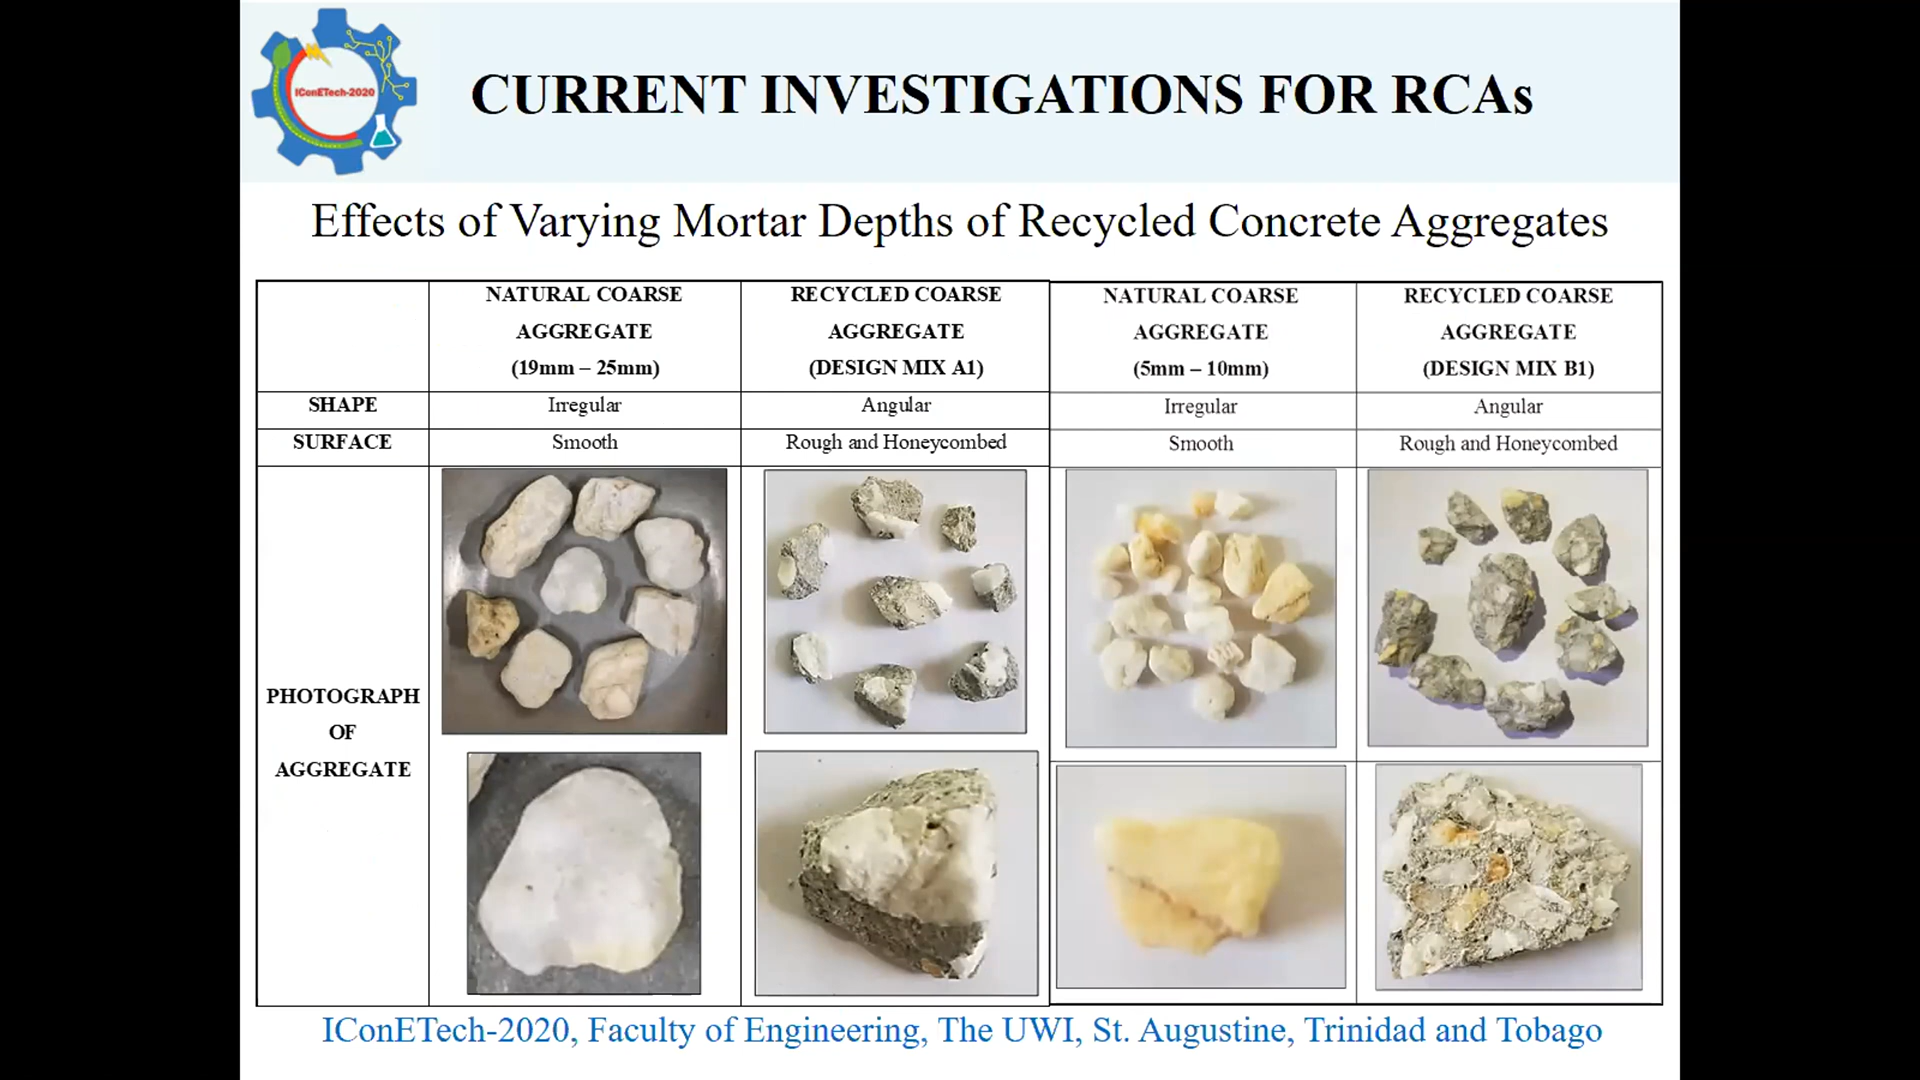 IConETech-2020
CURRENT INVESTIGATIONS FOR RCAs
Effects of Varying Mortar Depths of Recycled Concrete Aggregates
NATURAL COARSE
AGGREGATE
(19mm – 25mm)
RECYCLED COARSE
AGGREGATE
(DESIGN MIX A1)
NATURAL COARSE
AGGREGATE
(5mm – 10mm)
RECYCLED COARSE
AGGREGATE
(DESIGN MIX B1)
SHAPE
Irregular
Angular
Irregular
Angular
SURFACE
Smooth
Rough and Honeycombed
Smooth
Rough and Honeycombed
PHOTOGRAPH
OF
AGGREGATE
IConETech-2020, Faculty of Engineering, The UWI, St. Augustine, Trinidad and Tobago